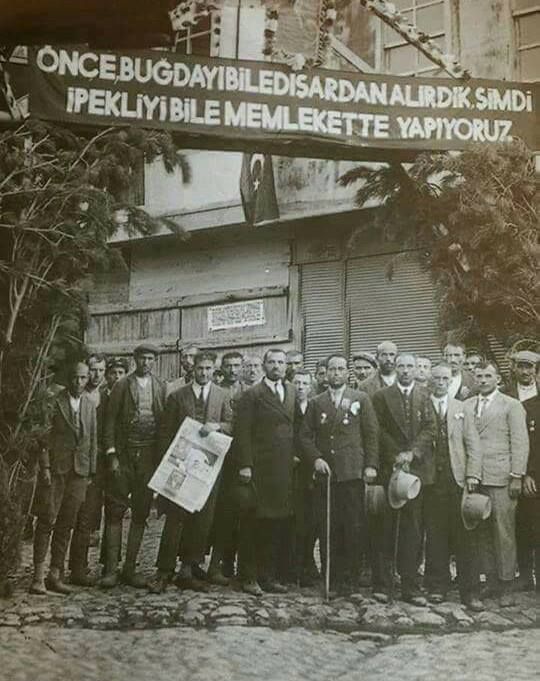 ÖNCE, BUĞDAYI BİLE DIŞARDAN ALIRDIK, ŞİMDİ
İPEKLİYİ BİLE MEMLEKETTE YAPIYORUZ.